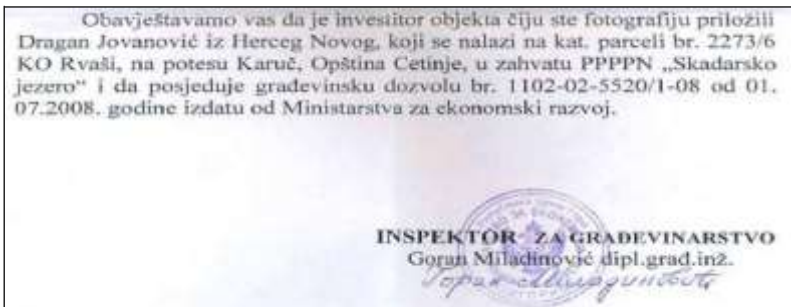 Obavještavamo vas da je investitor objekta čiju ste fotografiju priložili
Dragan Jovanović iz Herceg Novog, koji se nalazi na kat. parceli br. 2273/6
KO Rvaši, na potesu Karuč, Opština Cetinje, u zahvatu PPPPN „Skadarsko
jezero“ i da posjeduje građevinsku dozvolu br. 1102-02-5520/1-08 od 01.
07.2008. godine izdatu od Ministarstva za ekonomski razvoj.
INSPEKTOR ZA GRAĐEVINARSTVO
Goran Miladinović dipl.građ.inž.
Горан Миладиновић